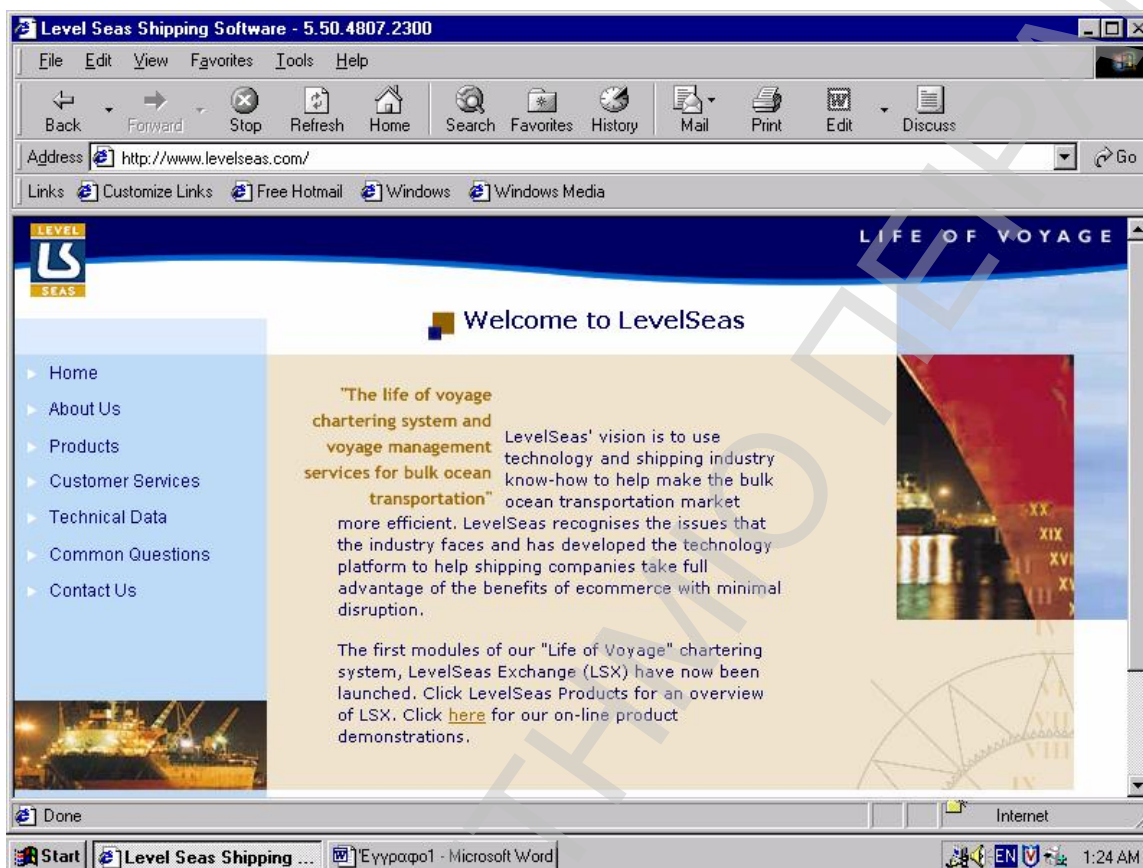 Level Seas Shipping Software - 5.50.4807.2300
File Edit View Favorites Tools Help
Back Forward Stop Refresh Home Search Favorites History Mail Print Edit Discuss
Address http://www.levelseas.com/ Go
Links Customize Links Free Hotmail Windows Windows Media
LEVEL
LS
SEAS
LIFE OF VOYAGE
Welcome to LevelSeas
Home
About Us
Products
Customer Services
Technical Data
Common Questions
Contact Us
"The life of voyage
chartering system and
voyage management
services for bulk ocean
transportation"
LevelSeas' vision is to use
technology and shipping industry
know-how to help make the bulk
ocean transportation market
more efficient. LevelSeas recognises the issues that
the industry faces and has developed the technology
platform to help shipping companies take full
advantage of the benefits of ecommerce with minimal
disruption.
The first modules of our "Life of Voyage" chartering
system, LevelSeas Exchange (LSX) have now been
launched. Click LevelSeas Products for an overview
of LSX. Click here for our on-line product
demonstrations.
XX
XIX
VI
VII
VIII
IX
Done Internet
Start Level Seas Shipping ... Έγγραφο1 - Microsoft Word EN 1:24 AM